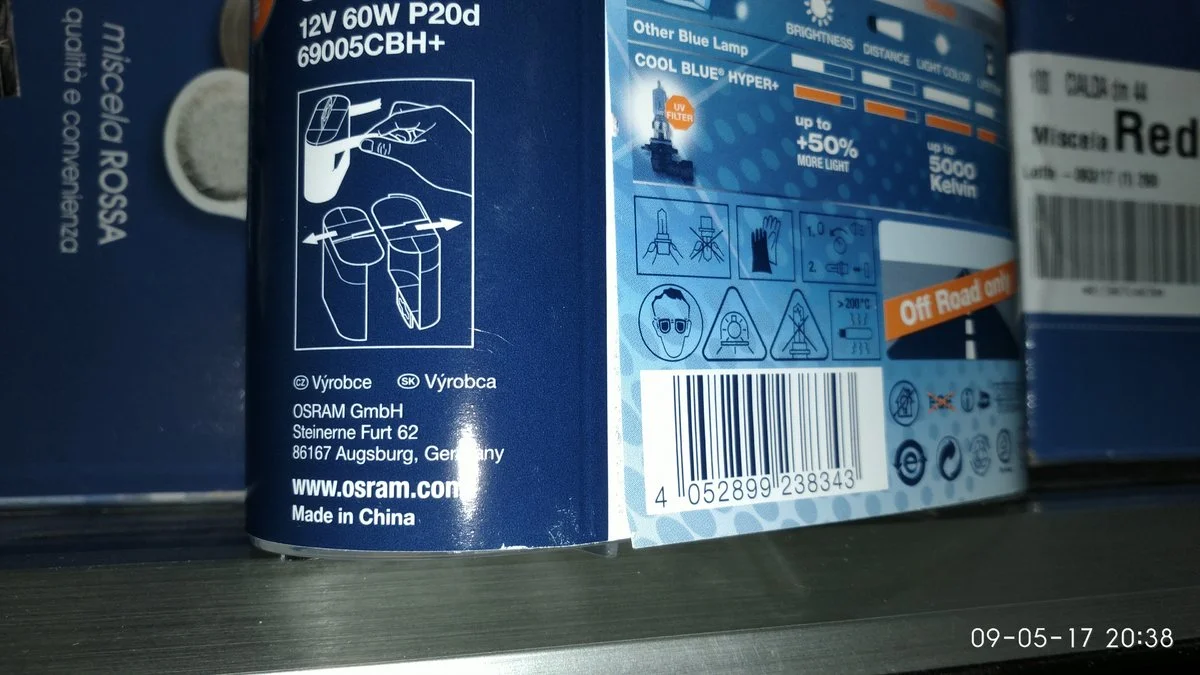 miscela ROSSA
qualità e convenienza
12V 60W P20d
69005CBH+
CZ Výrobce SK Výrobca
OSRAM GmbH
Steinerne Furt 62
86167 Augsburg, Germany
www.osram.com
Made in China
BRIGHTNESS DISTANCE LIGHT COLOR
Other Blue Lamp
COOL BLUE® HYPER+
UV
FILTER
up to
+50%
MORE LIGHT
up to
5000
Kelvin
1. 0
2.
>200°C
Off Road only
4 052899 238343
CIALDA 44
Miscela Red
09-05-17 20:38